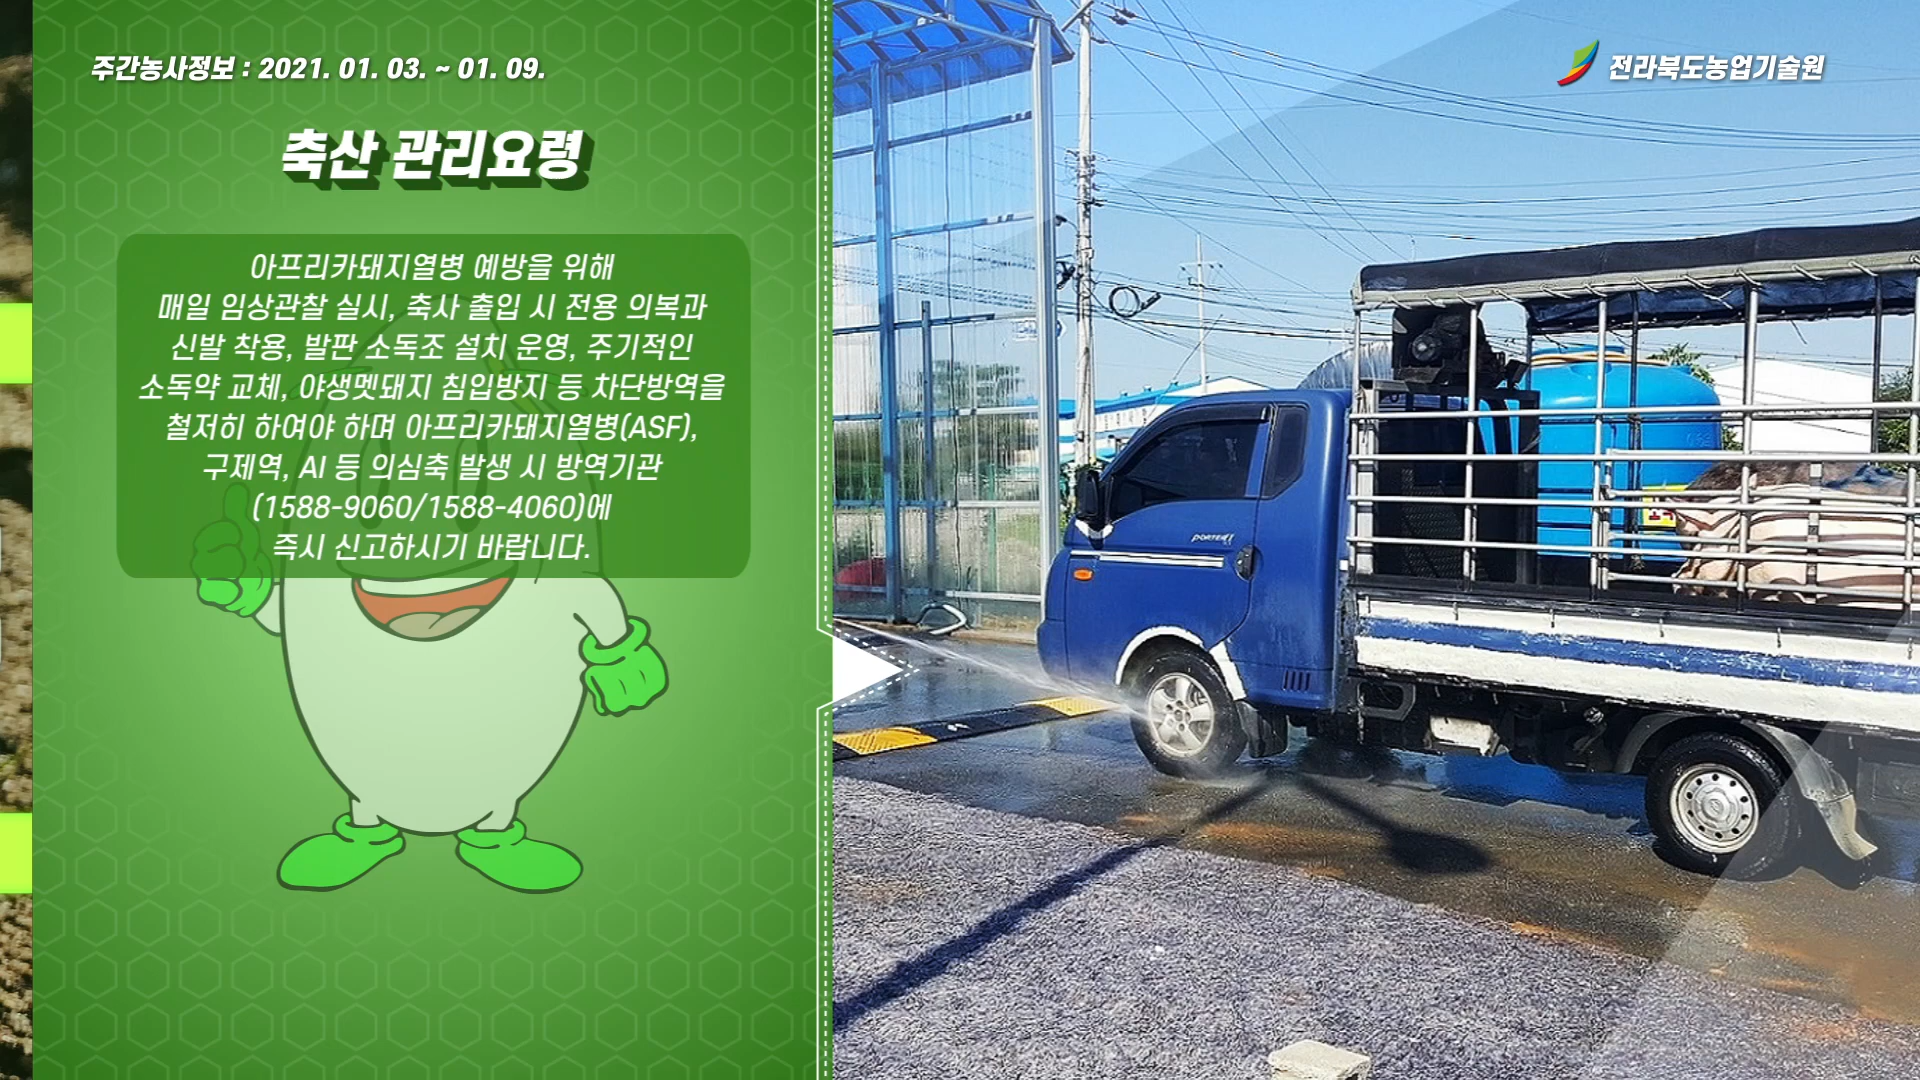 주간농사정보 : 2021. 01. 03. ~ 01. 09.
전라북도농업기술원
축산 관리요령
아프리카돼지열병 예방을 위해
매일 임상관찰 실시, 축사 출입 시 전용 의복과
신발 착용, 발판 소독조 설치 운영, 주기적인
소독약 교체, 야생멧돼지 침입방지 등 차단방역을
철저히 하여야 하며 아프리카돼지열병(ASF),
구제역, AI 등 의심축 발생 시 방역기관
(1588-9060/1588-4060)에
즉시 신고하시기 바랍니다.
PORTER II